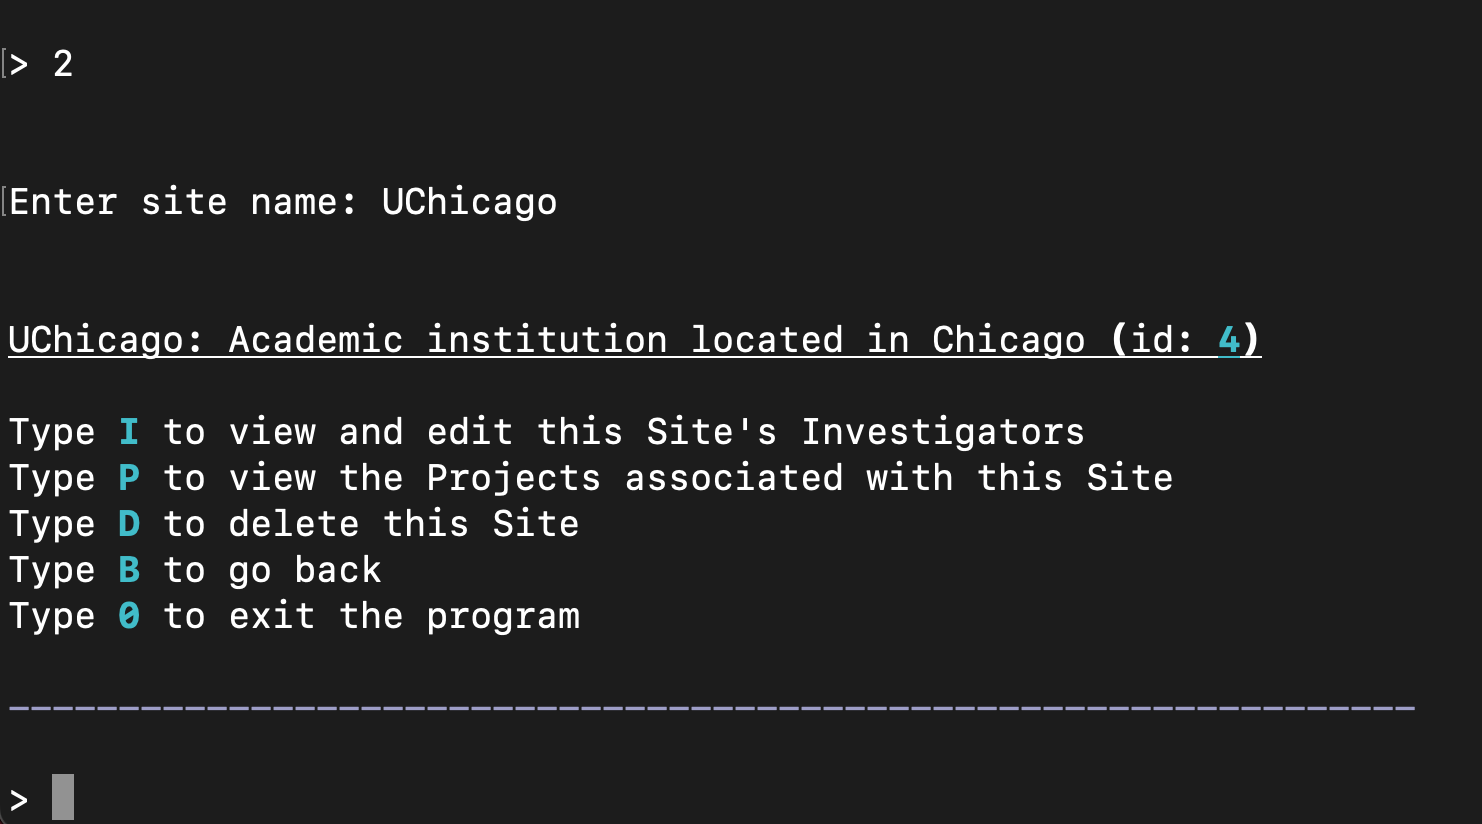 > 2
Enter site name: UChicago
UChicago: Academic institution located in Chicago (id: 4)
Type I to view and edit this Site's Investigators
Type P to view the Projects associated with this Site
Type D to delete this Site
Type B to go back
Type 0 to exit the program
________________________________________________________________
>